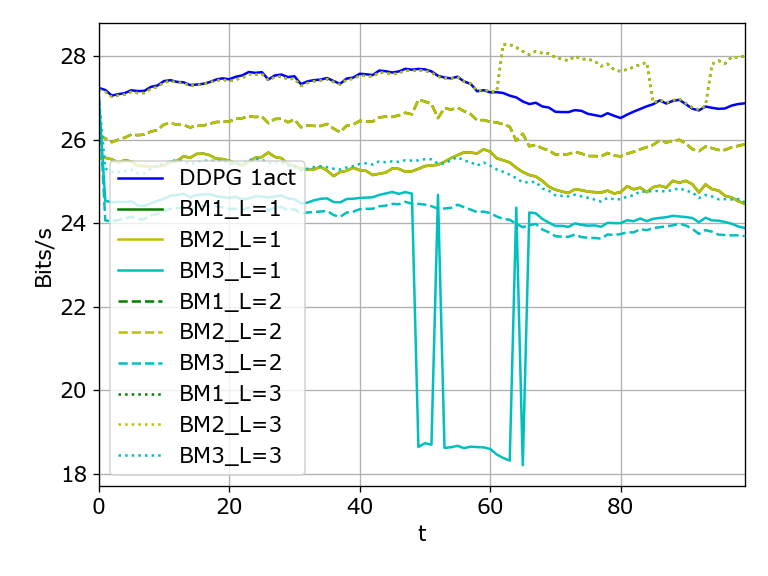 28
26
24
22
20
18
Bits/s
DDPG 1act
BM1_L=1
BM2_L=1
BM3_L=1
BM1_L=2
BM2_L=2
BM3_L=2
BM1_L=3
BM2_L=3
BM3_L=3
0 20 40 60 80
t